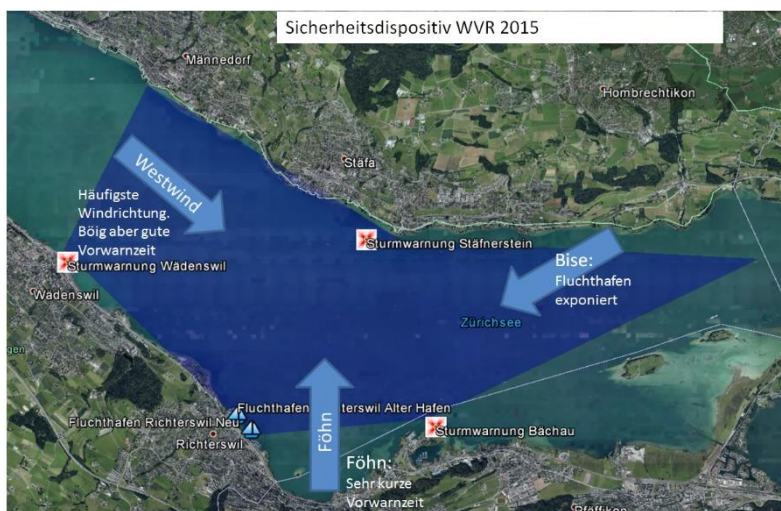 Sicherheitsdispositiv WVR 2015
Männedorf
Hombrechtikon
Stäfa
Westwind
Häufigste
Windrichtung.
Böig aber gute
Vorwarnzeit
Sturmwarnung Stäfnerstein
Sturmwarnung Wädenswil
Bise:
Fluchthafen
exponiert
Wädenswil
Zürichsee
Fluchthafen Alter Hafen
Fluchthafen Richterswil Neu
Richterswil
Sturmwarnung Bächau
Föhn
Föhn:
Sehr kurze
Vorwarnzeit